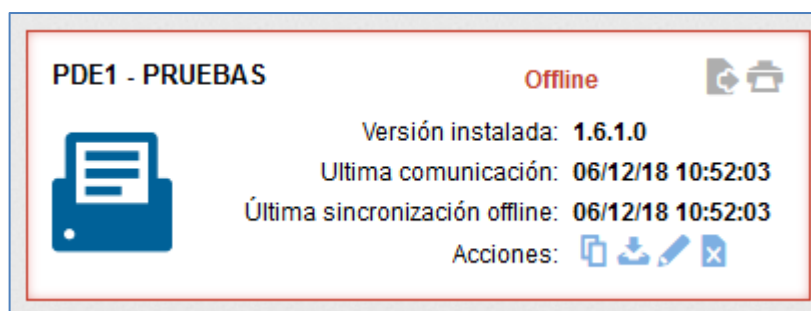 PDE1 - PRUEBAS Offline
Versión instalada: 1.6.1.0
Ultima comunicación: 06/12/18 10:52:03
Última sincronización offline: 06/12/18 10:52:03
Acciones: